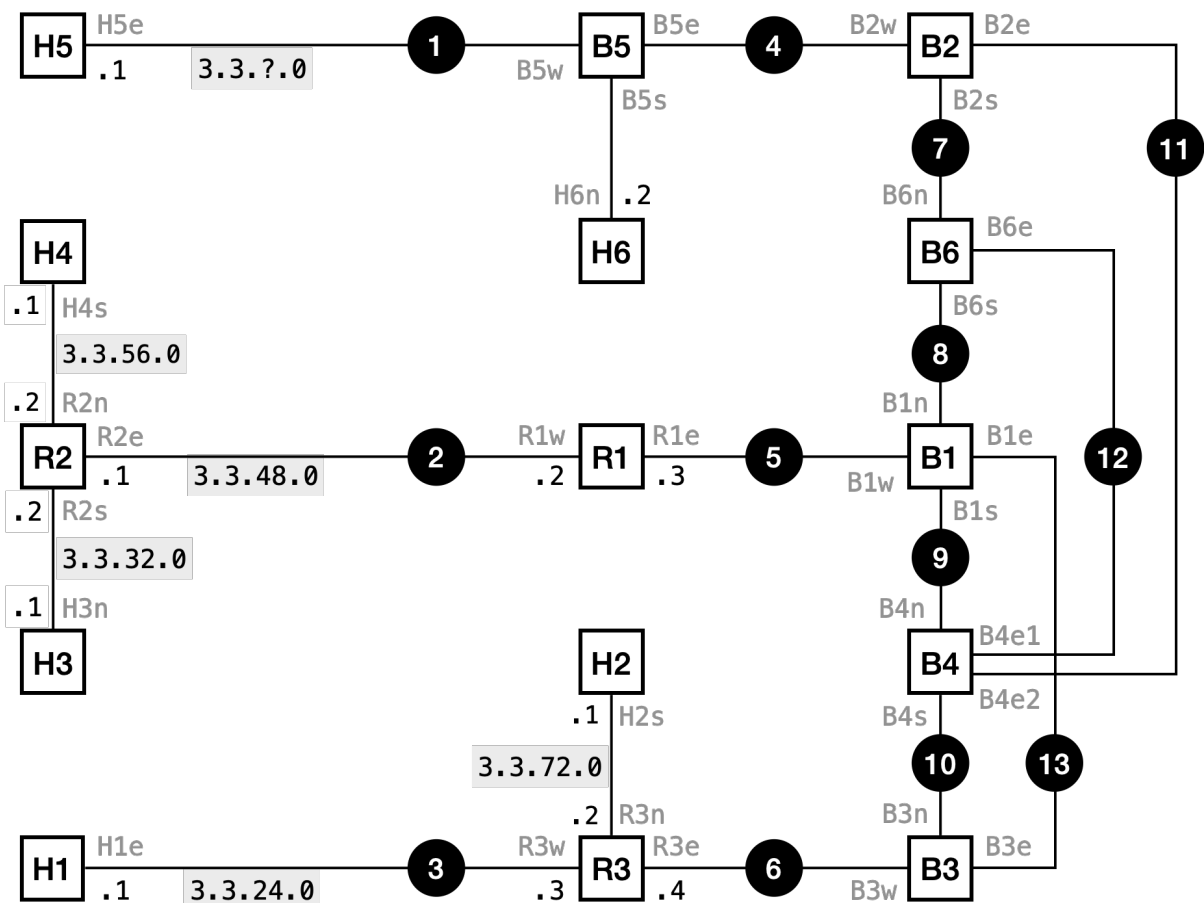 H5e
B5e
B2w
B2e
H5
1
B5
4
B2
.1
3.3.?.0
B5w
B5s
B2s
7
11
H6n
.2
B6n
H4
H6
B6
B6e
.1
H4s
B6s
3.3.56.0
8
.2
R2n
B1n
R2e
R1w
R1e
B1e
R2
2
R1
5
B1
12
.1
3.3.48.0
.2
.3
B1w
.2
R2s
B1s
3.3.32.0
9
.1
H3n
B4n
B4e1
H3
H2
B4
B4e2
.1
H2s
B4s
3.3.72.0
10
13
.2
R3n
B3n
H1e
R3w
R3e
B3e
H1
3
R3
6
B3
.1
3.3.24.0
.3
.4
B3w